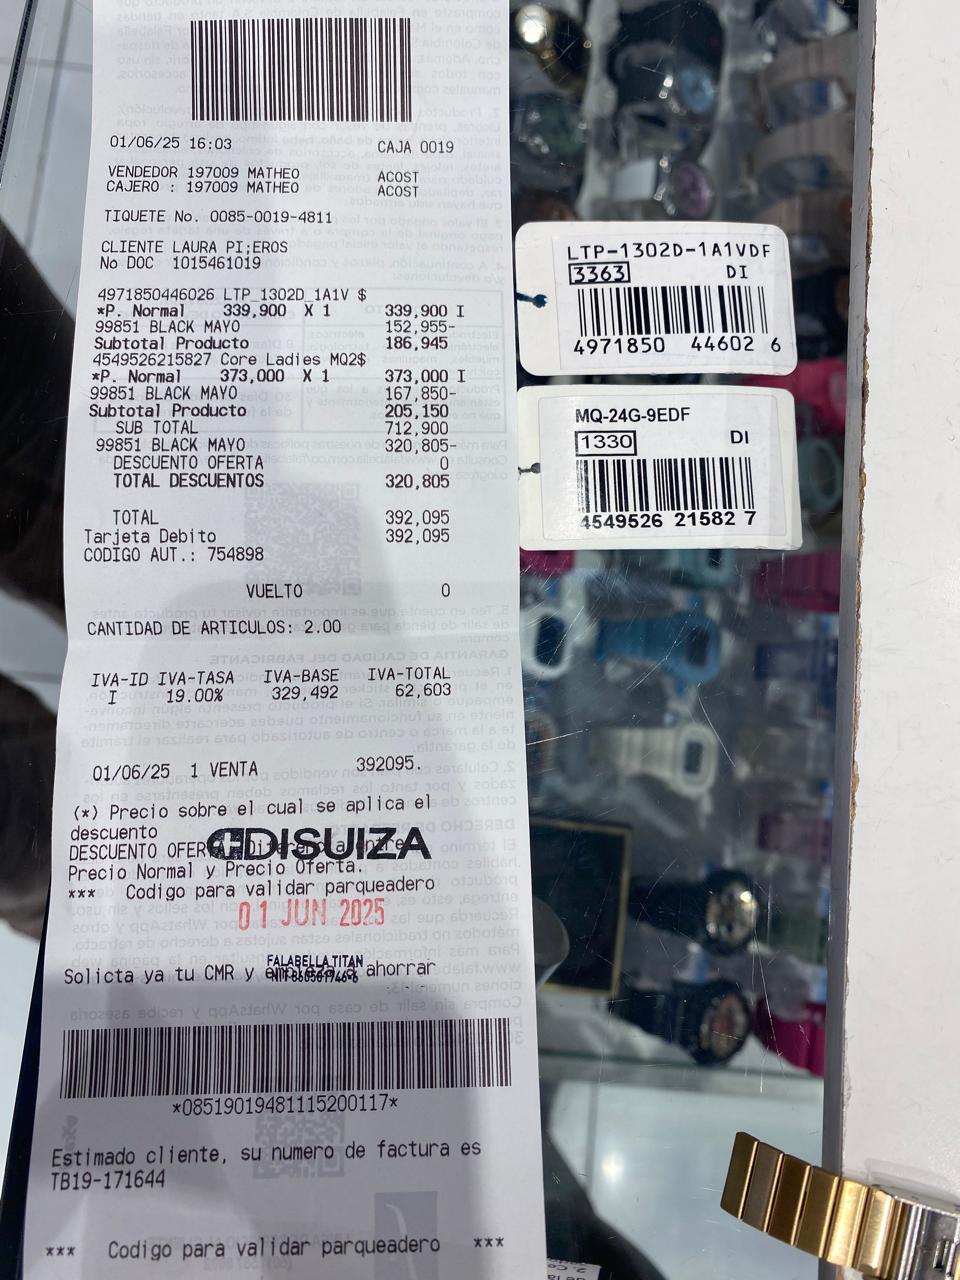 01/06/25 16:03 CAJA 0019
VENDEDOR 197009 MATHEO ACOST
CAJERO : 197009 MATHEO ACOST
TIQUETE No. 0085-0019-4811
CLIENTE LAURA PI;EROS
No DOC 1015461019
4971850446026 LTP_1302D_1A1V $
*P. Normal 339,900 X 1 339,900 I
99851 BLACK MAYO 152,955-
Subtotal Producto 186,945
4549526215827 Core Ladies MQ2$
*P. Normal 373,000 X 1 373,000 I
99851 BLACK MAYO 167,850-
Subtotal Producto 205,150
SUB TOTAL 712,900
99851 BLACK MAYO 320,805-
DESCUENTO OFERTA 0
TOTAL DESCUENTOS 320,805
TOTAL 392,095
Tarjeta Debito 392,095
CODIGO AUT.: 754898
VUELTO 0
CANTIDAD DE ARTICULOS: 2.00
IVA-ID IVA-TASA IVA-BASE IVA-TOTAL
I 19.00% 329,492 62,603
01/06/25 1 VENTA 392095.
(*) Precio sobre el cual se aplica el
descuento
DISUIZA
Precio Normal y Precio Oferta.
*** Codigo para validar parqueadero
01 JUN 2025
FALABELLA TITAN
Solicta ya tu CMR y ahorrar
*08519019481115200117*
Estimado cliente, su numero de factura es
TB19-171644
*** Codigo para validar parqueadero ***
LTP-1302D-1A1VDF
3363 DI
4971850 44602 6
MQ-24G-9EDF
1330 DI
4549526 21582 7